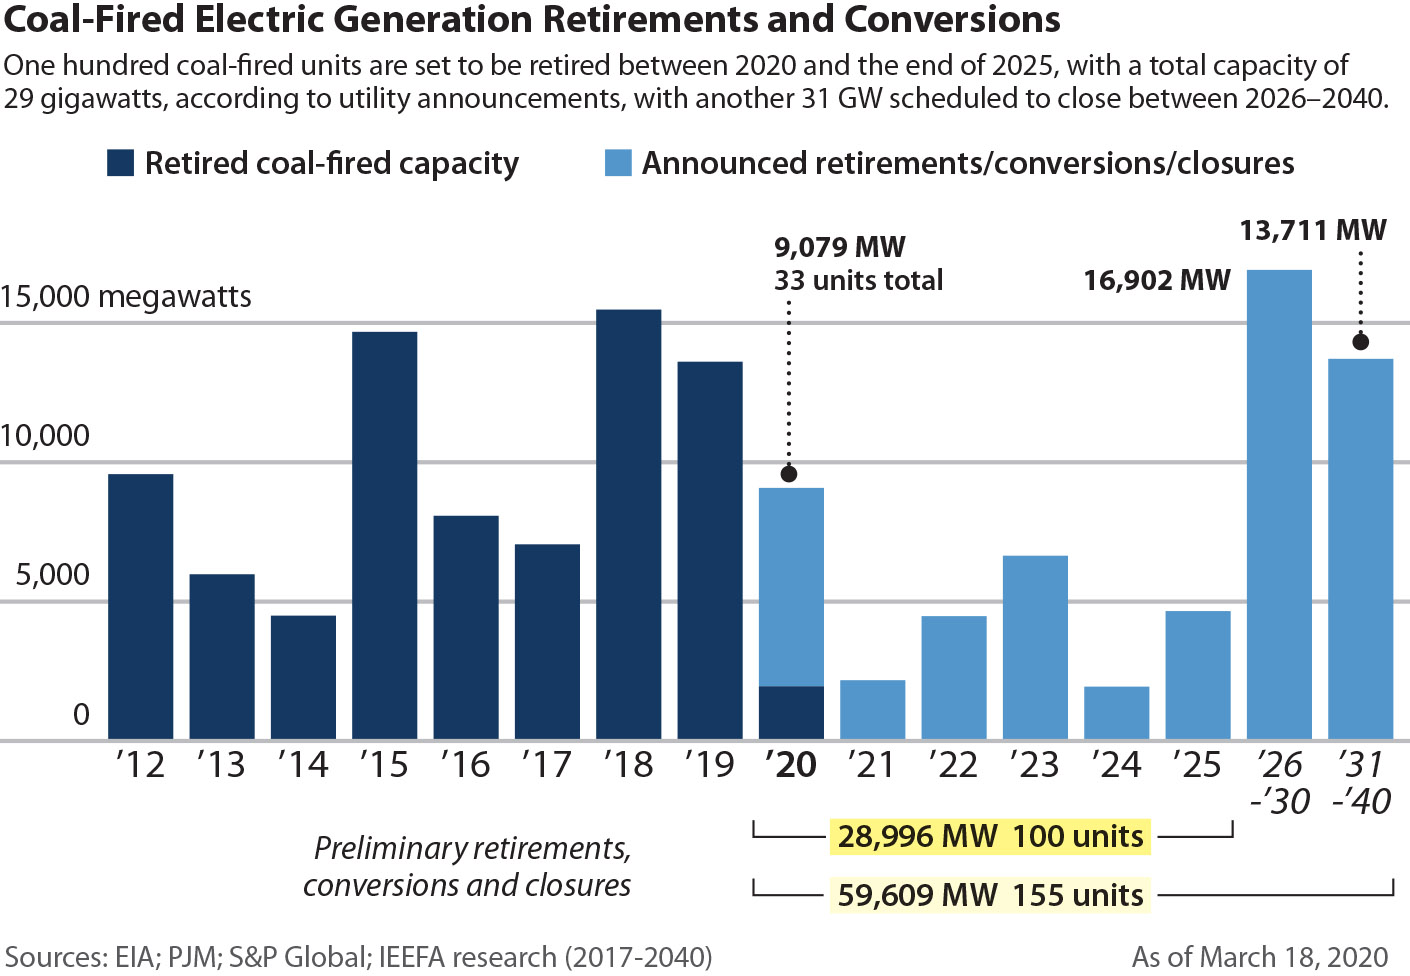 Coal-Fired Electric Generation Retirements and Conversions
One hundred coal-fired units are set to be retired between 2020 and the end of 2025, with a total capacity of
29 gigawatts, according to utility announcements, with another 31 GW scheduled to close between 2026–2040.
Retired coal-fired capacity
Announced retirements/conversions/closures
13,711 MW
9,079 MW
33 units total
16,902 MW
15,000 megawatts
10,000
5,000
0
’12 ’13 ’14 ’15 ’16 ’17 ’18 ’19 ’20 ’21 ’22 ’23 ’24 ’25 ’26 ’31
-’30 -’40
28,996 MW 100 units
Preliminary retirements,
conversions and closures
59,609 MW 155 units
Sources: EIA; PJM; S&P Global; IEEFA research (2017-2040)
As of March 18, 2020